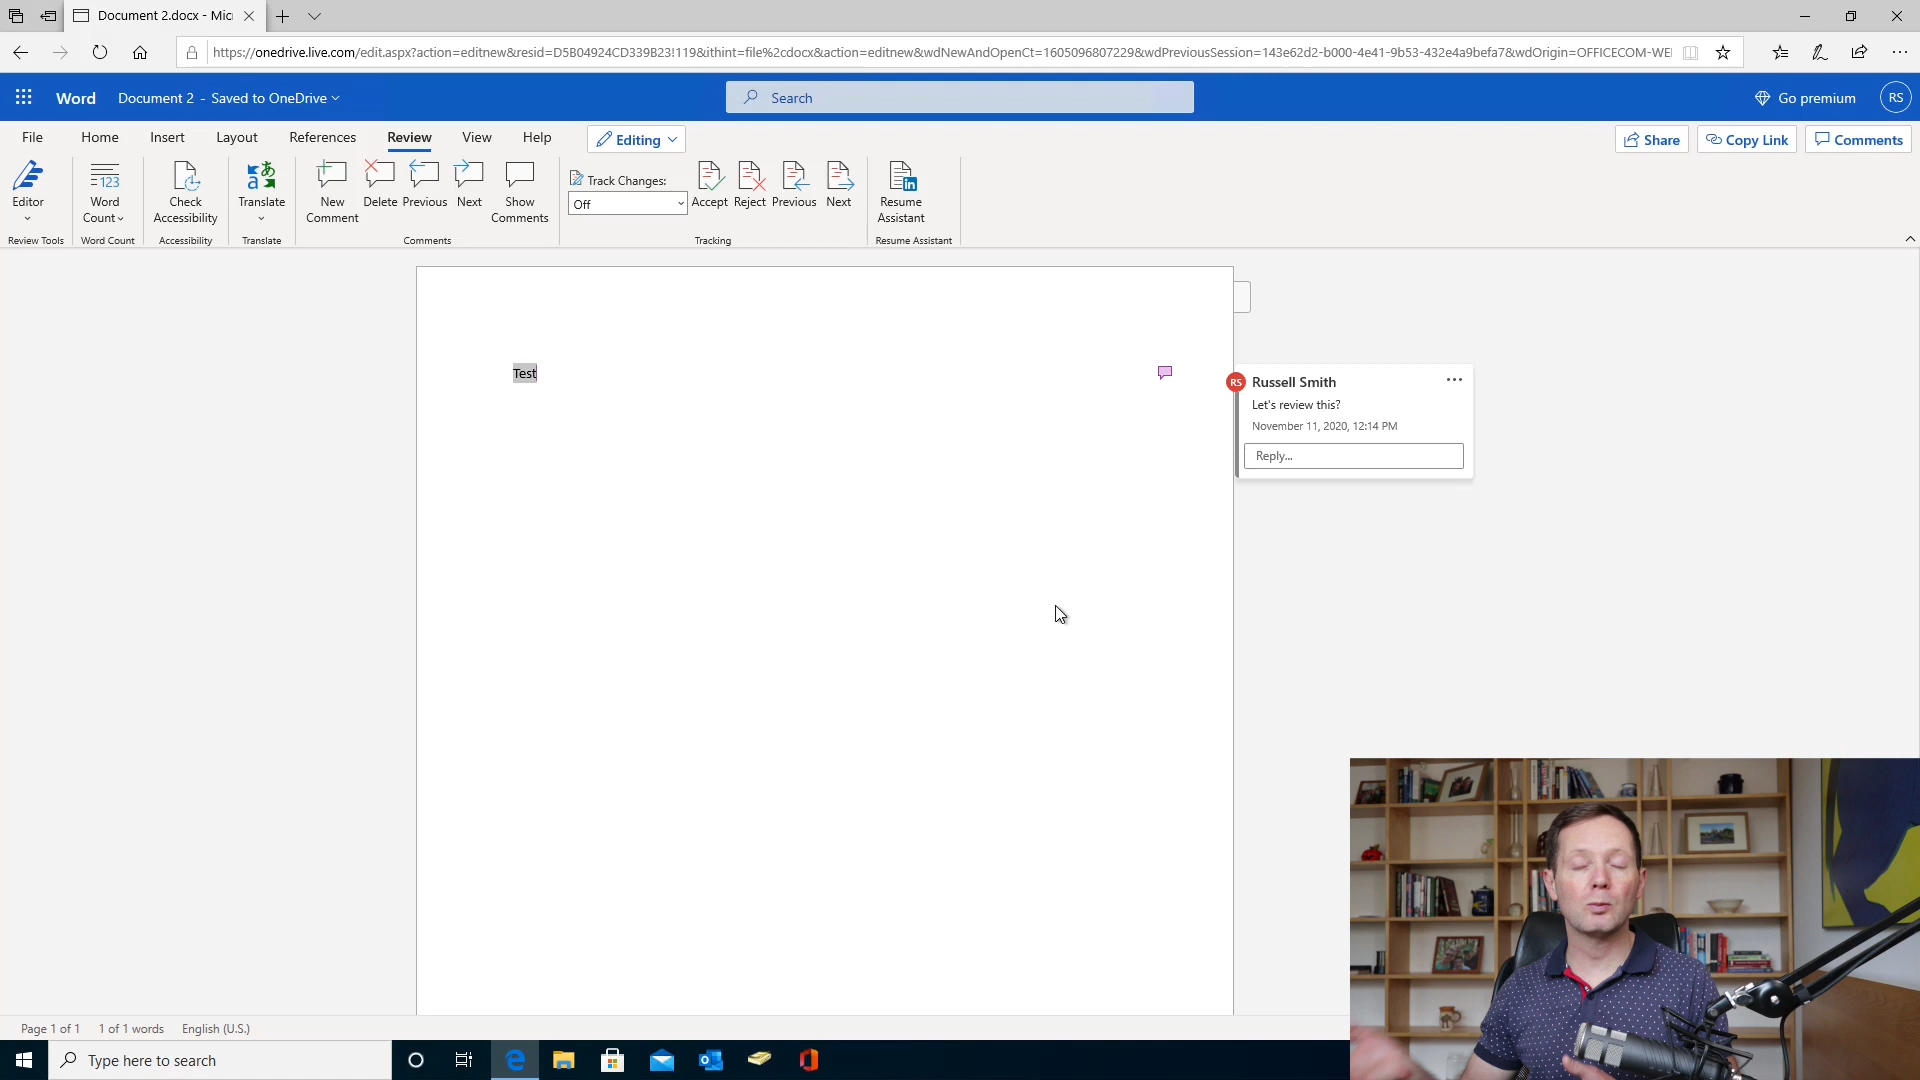 Document 2.docx - Mic
https://onedrive.live.com/edit.aspx?action=editnew&resid=D5B04924CD339B23!119&ithint=file%2cdocx&action=editnew&wdNewAndOpenCt=1605096807229&wdPreviousSession=143e62d2-b000-4e41-9b53-432e4a9befa7&wdOrigin=OFFICECOM-WE
Word Document 2 - Saved to OneDrive Search Go premium RS
File Home Insert Layout References Review View Help Editing Share Copy Link Comments
Editor
Word Count
123
Check Accessibility
Translate
New Comment
Delete
Previous
Next
Show Comments
Track Changes:
Off
Accept
Reject
Previous
Next
Resume Assistant
in
Review Tools Word Count Accessibility Translate Comments Tracking Resume Assistant
Test
RS Russell Smith
Let's review this?
November 11, 2020, 12:14 PM
Reply...
Page 1 of 1 1 of 1 words English (U.S.)
Type here to search